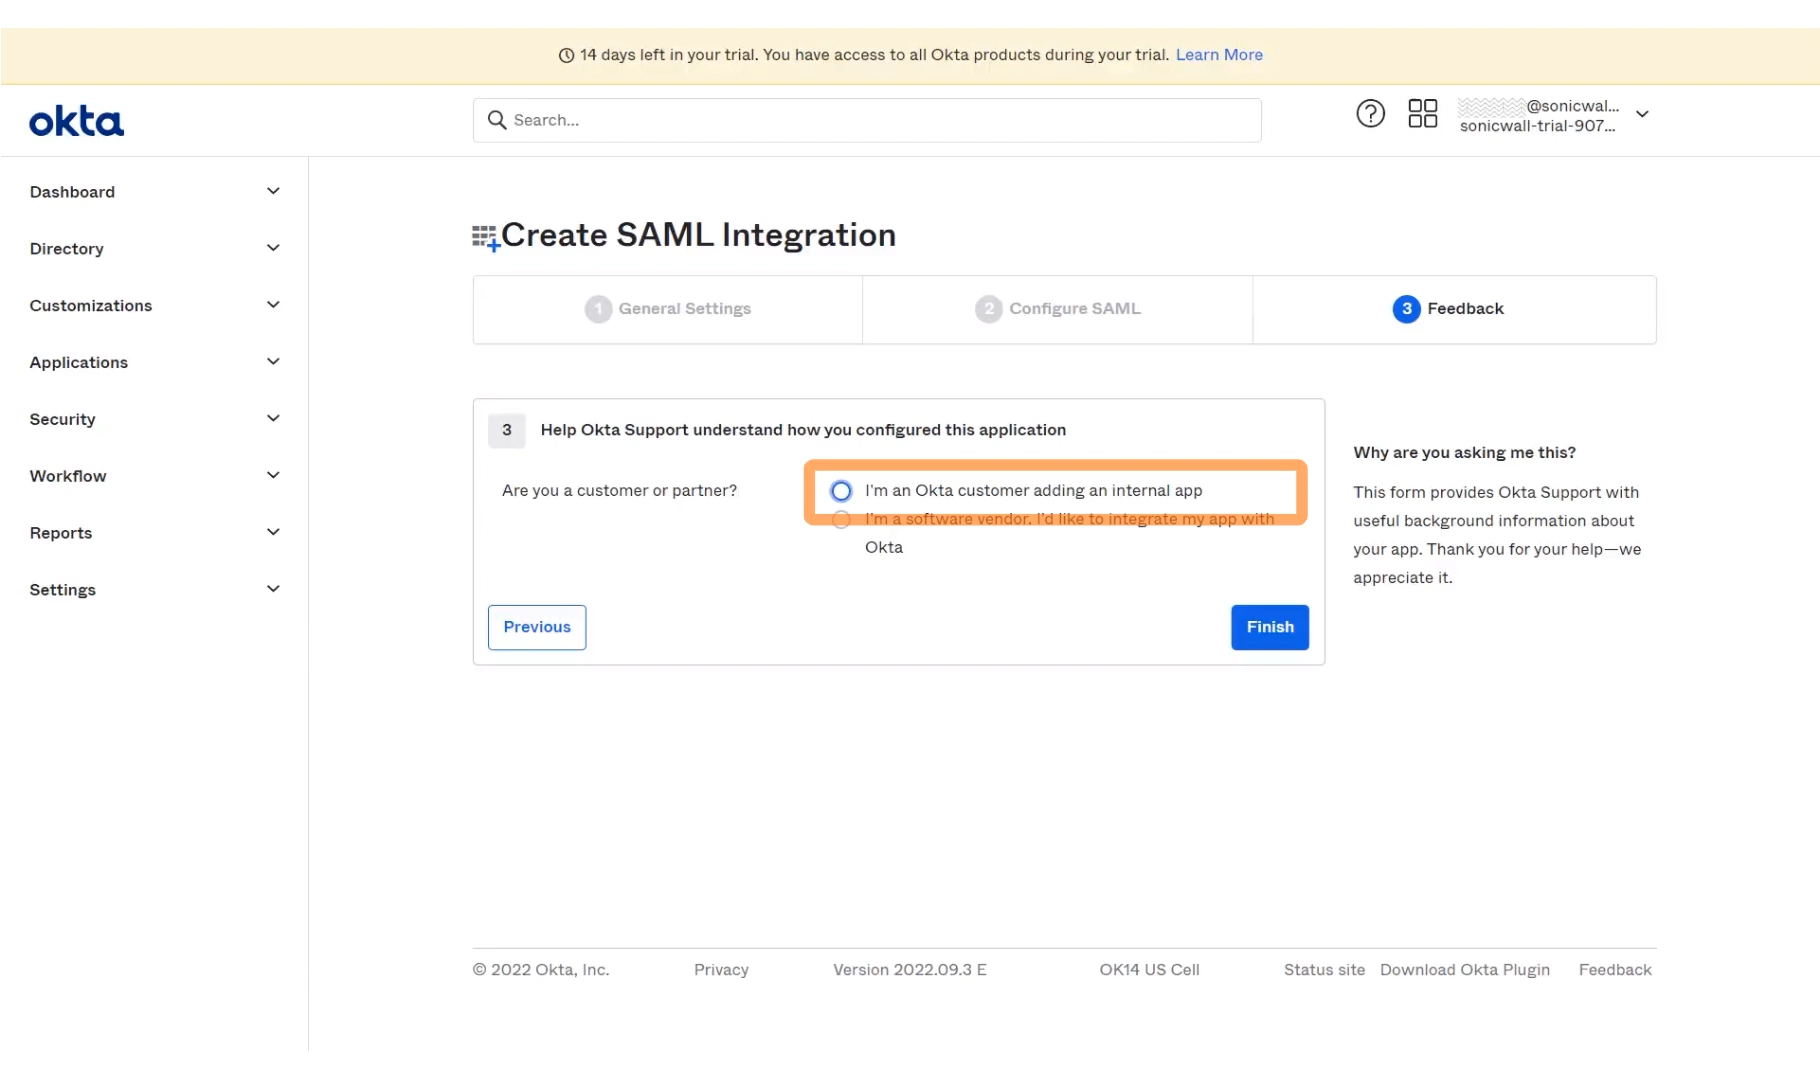 14 days left in your trial. You have access to all Okta products during your trial. Learn More
okta
Search...
@sonicwal...
sonicwall-trial-907...
Dashboard
Directory
Customizations
Applications
Security
Workflow
Reports
Settings
Create SAML Integration
1 General Settings
2 Configure SAML
3 Feedback
3 Help Okta Support understand how you configured this application
Are you a customer or partner?
I'm an Okta customer adding an internal app
I'm a software vendor. I'd like to integrate my app with
Okta
Previous
Finish
Why are you asking me this?
This form provides Okta Support with
useful background information about
your app. Thank you for your help—we
appreciate it.
© 2022 Okta, Inc.
Privacy
Version 2022.09.3 E
OK14 US Cell
Status site
Download Okta Plugin
Feedback